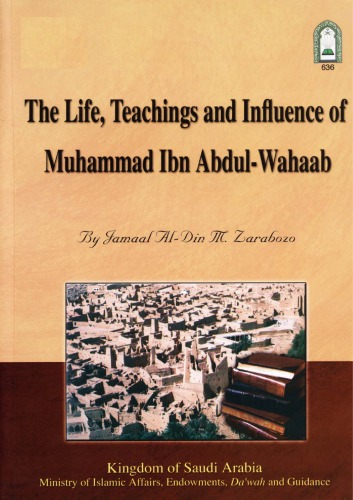 636
The Life, Teachings and Influence of
Muhammad Ibn Abdul-Wahaab
By Jamaal Al-Din M. Zarabozo
Kingdom of Saudi Arabia
Ministry of Islamic Affairs, Endowments, Da'wah and Guidance